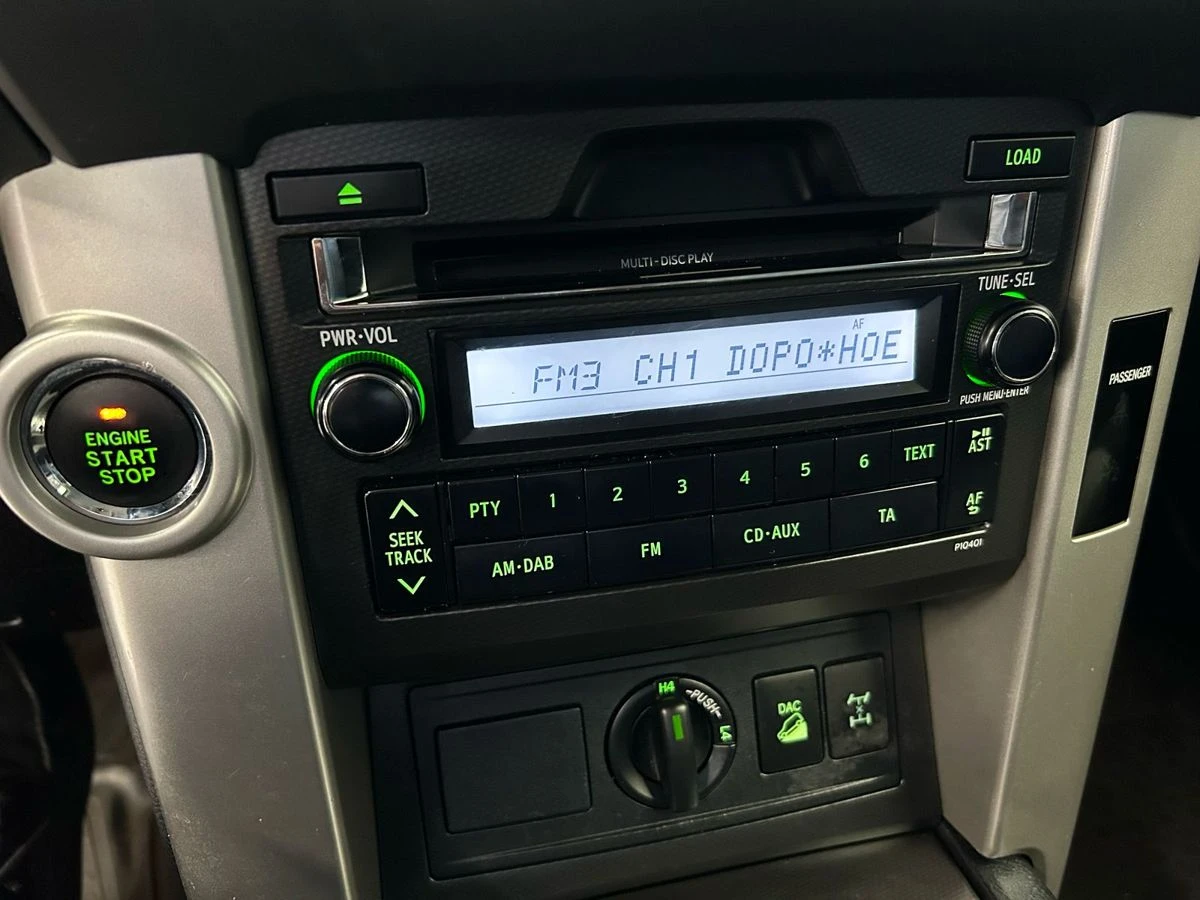 LOAD
MULTI-DISC PLAY
TUNE·SEL
PWR·VOL
AF
FM3 CH1 DOPO*HOE
PUSH MENU·ENTER
PASSENGER
ENGINE
START
STOP
SEEK
TRACK
PTY
1
2
3
4
5
6
TEXT
AST
AM·DAB
FM
CD·AUX
TA
AF
P10401
H4
-PUSH-
L4
DAC